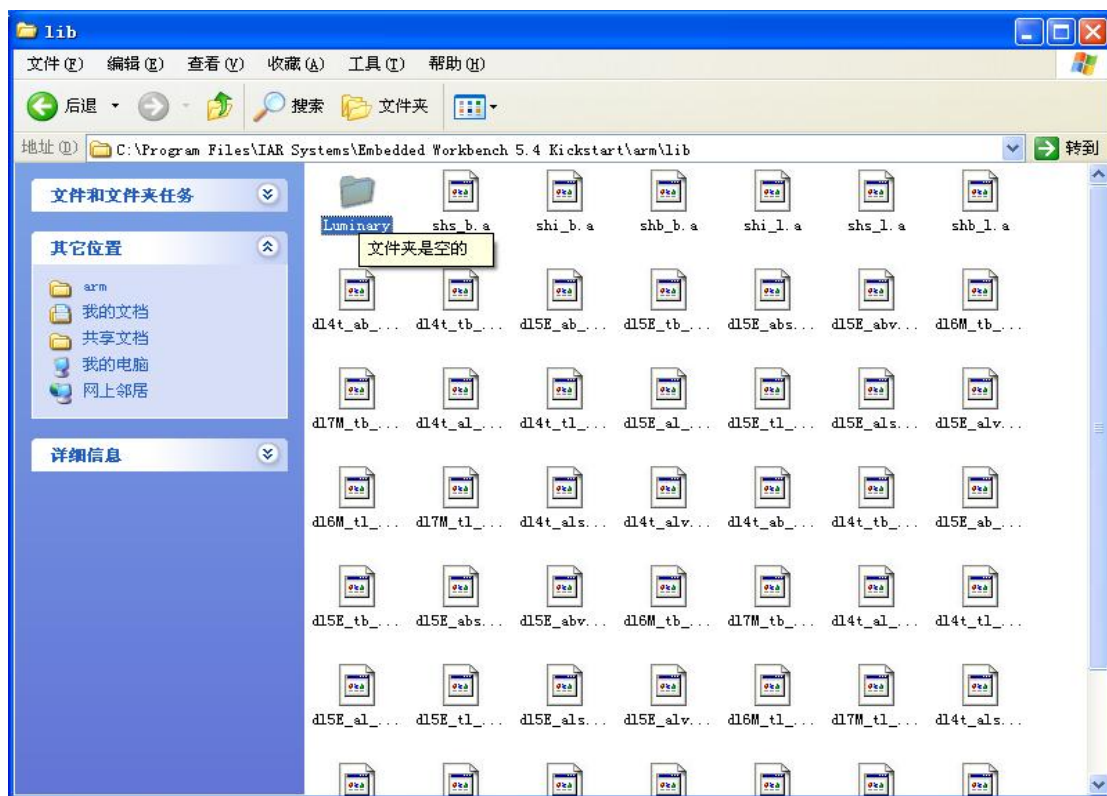 lib
文件(F) 编辑(E) 查看(V) 收藏(A) 工具(T) 帮助(H)
后退 搜索 文件夹
地址(D) C:\Program Files\IAR Systems\Embedded Workbench 5.4 Kickstart\arm\lib 转到
文件和文件夹任务
其它位置
arm
我的文档
共享文档
我的电脑
网上邻居
详细信息
Luminary shs_b.a shi_b.a shb_b.a shi_l.a shs_l.a shb_l.a
文件夹是空的
dl4t_ab_... dl4t_tb_... dl5E_ab_... dl5E_tb_... dl5E_abs... dl5E_abv... dl6M_tb_...
dl7M_tb_... dl4t_al_... dl4t_tl_... dl5E_al_... dl5E_tl_... dl5E_als... dl5E_alv...
dl6M_tl_... dl7M_tl_... dl4t_als... dl4t_alv... dl4t_ab_... dl4t_tb_... dl5E_ab_...
dl5E_tb_... dl5E_abs... dl5E_abv... dl6M_tb_... dl7M_tb_... dl4t_al_... dl4t_tl_...
dl5E_al_... dl5E_tl_... dl5E_als... dl5E_alv... dl6M_tl_... dl7M_tl_... dl4t_als...